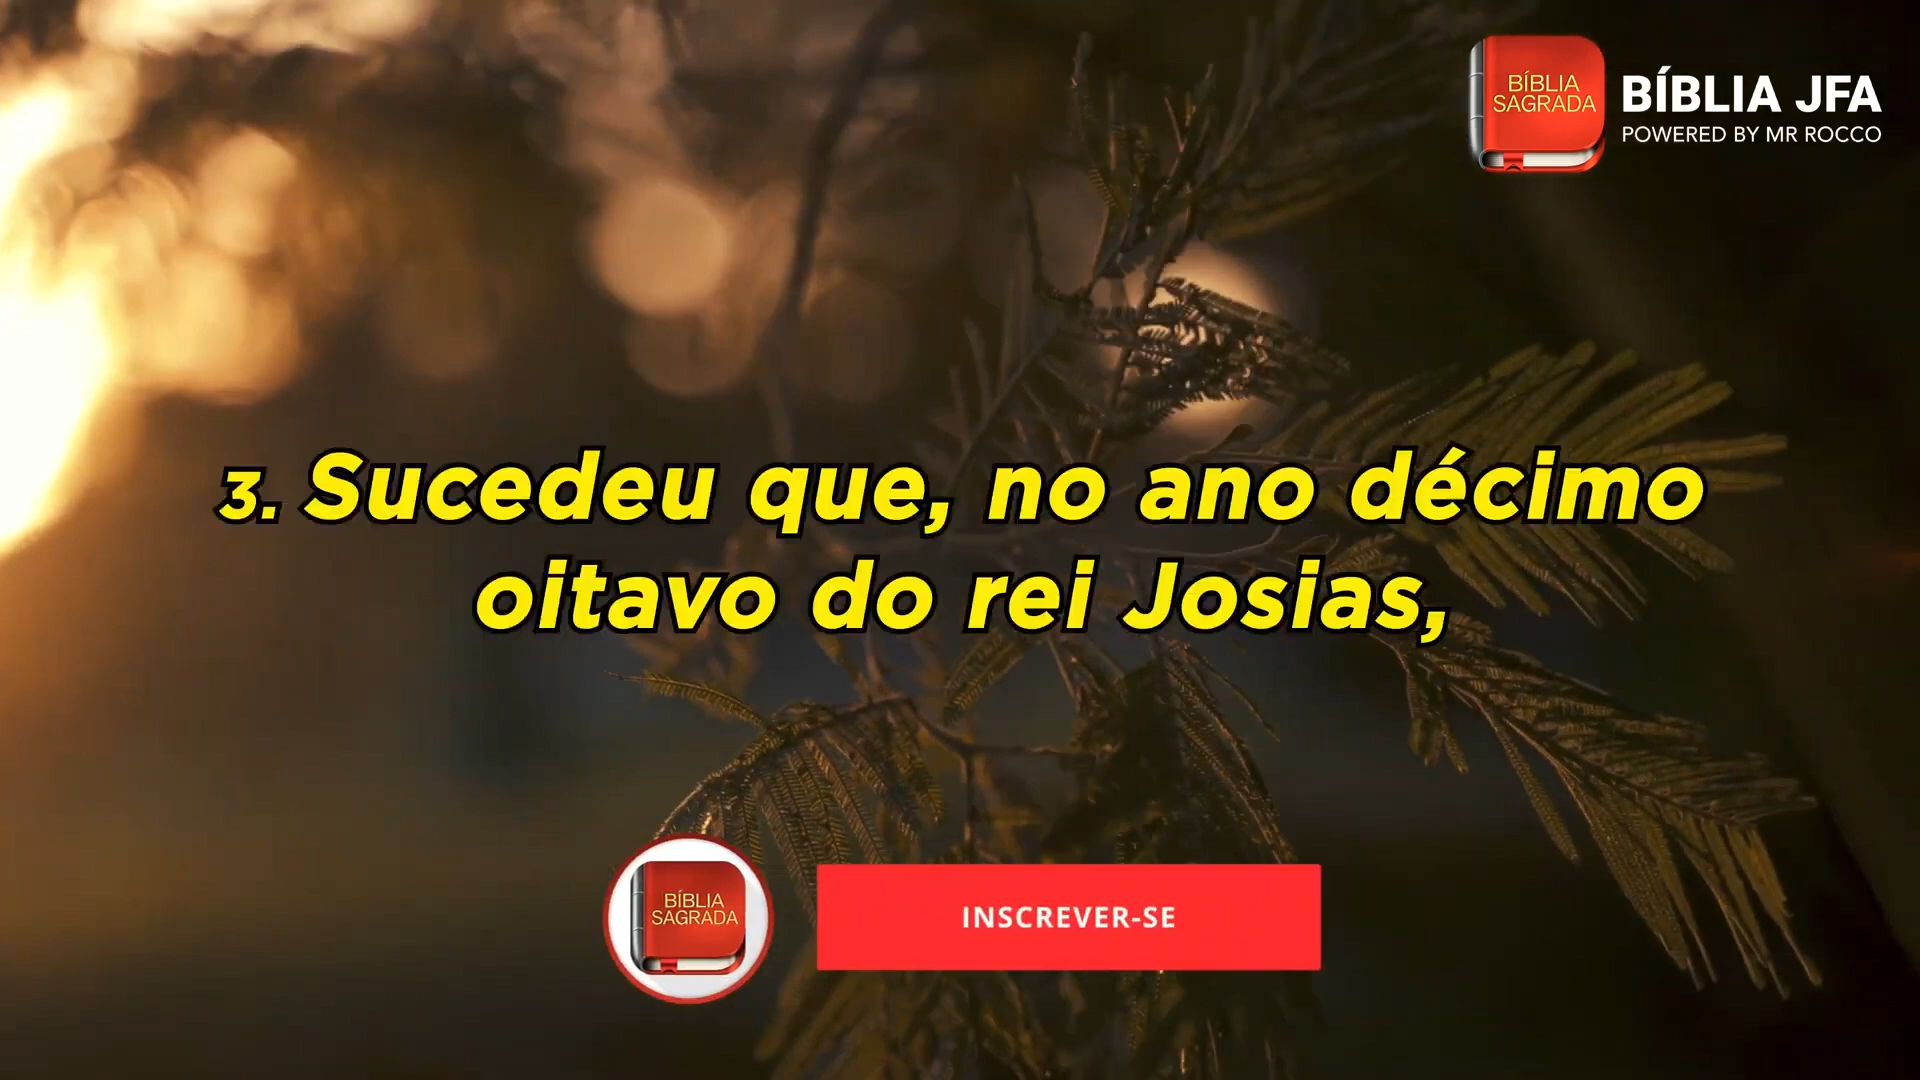 BÍBLIA
SAGRADA
BÍBLIA JFA
POWERED BY MR ROCCO
3. Sucedeu que, no ano décimo
oitavo do rei Josias,
BÍBLIA
SAGRADA
INSCREVER-SE